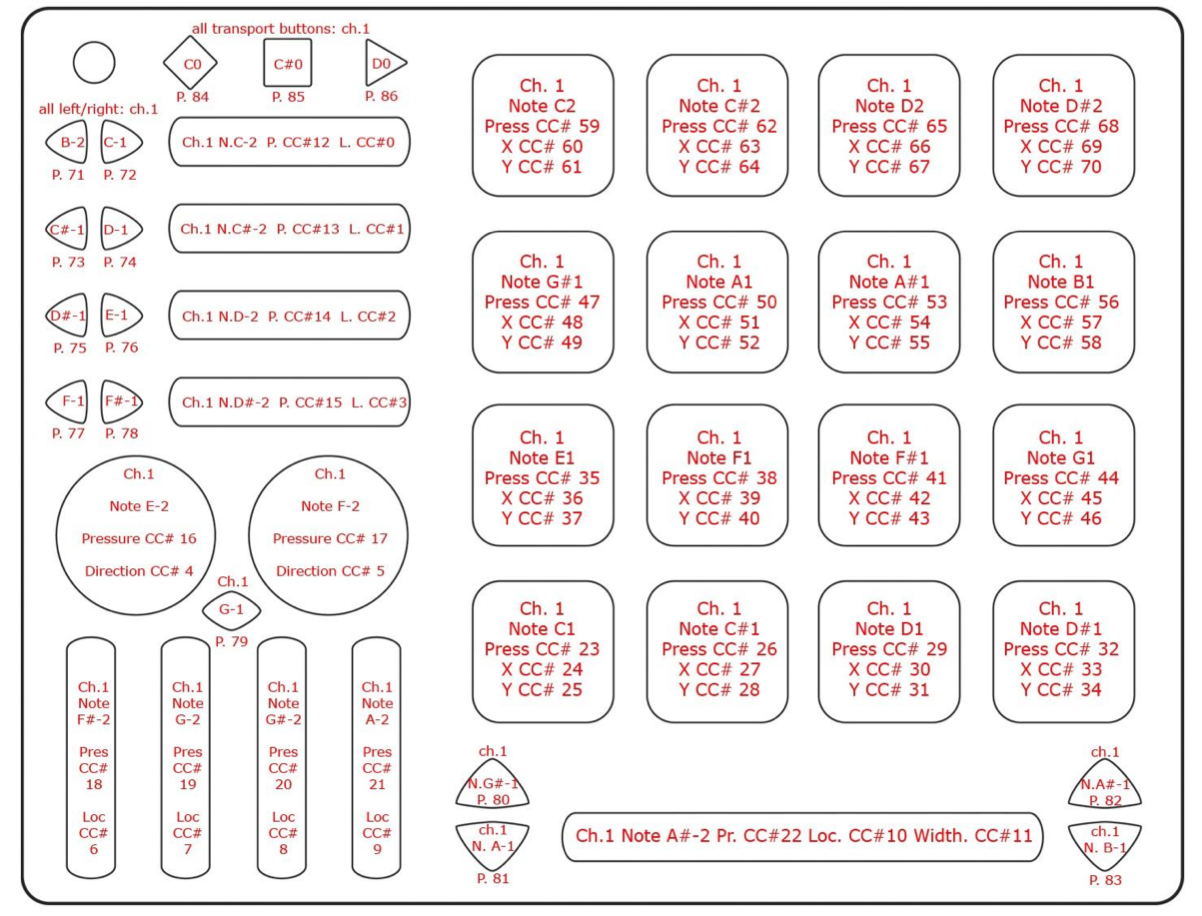 all transport buttons: ch.1
C0
C#0
D0
P. 84
P. 85
P. 86
all left/right: ch.1
B-2
C-1
P. 71
P. 72
Ch.1 N.C-2 P. CC#12 L. CC#0
C#-1
D-1
P. 73
P. 74
Ch.1 N.C#-2 P. CC#13 L. CC#1
D#-1
E-1
P. 75
P. 76
Ch.1 N.D-2 P. CC#14 L. CC#2
F-1
F#-1
P. 77
P. 78
Ch.1 N.D#-2 P. CC#15 L. CC#3
Ch.1
Note E-2
Pressure CC# 16
Direction CC# 4
Ch.1
Note F-2
Pressure CC# 17
Direction CC# 5
Ch.1
G-1
P. 79
Ch.1
Note
F#-2
Pres
CC#
18
Loc
CC#
6
Ch.1
Note
G-2
Pres
CC#
19
Loc
CC#
7
Ch.1
Note
G#-2
Pres
CC#
20
Loc
CC#
8
Ch.1
Note
A-2
Pres
CC#
21
Loc
CC#
9
Ch. 1
Note C2
Press CC# 59
X CC# 60
Y CC# 61
Ch. 1
Note C#2
Press CC# 62
X CC# 63
Y CC# 64
Ch. 1
Note D2
Press CC# 65
X CC# 66
Y CC# 67
Ch. 1
Note D#2
Press CC# 68
X CC# 69
Y CC# 70
Ch. 1
Note G#1
Press CC# 47
X CC# 48
Y CC# 49
Ch. 1
Note A1
Press CC# 50
X CC# 51
Y CC# 52
Ch. 1
Note A#1
Press CC# 53
X CC# 54
Y CC# 55
Ch. 1
Note B1
Press CC# 56
X CC# 57
Y CC# 58
Ch. 1
Note E1
Press CC# 35
X CC# 36
Y CC# 37
Ch. 1
Note F1
Press CC# 38
X CC# 39
Y CC# 40
Ch. 1
Note F#1
Press CC# 41
X CC# 42
Y CC# 43
Ch. 1
Note G1
Press CC# 44
X CC# 45
Y CC# 46
Ch. 1
Note C1
Press CC# 23
X CC# 24
Y CC# 25
Ch. 1
Note C#1
Press CC# 26
X CC# 27
Y CC# 28
Ch. 1
Note D1
Press CC# 29
X CC# 30
Y CC# 31
Ch. 1
Note D#1
Press CC# 32
X CC# 33
Y CC# 34
ch.1
N.G#-1
P. 80
ch.1
N. A-1
P. 81
Ch.1 Note A#-2 Pr. CC#22 Loc. CC#10 Width. CC#11
ch.1
N.A#-1
P. 82
ch.1
N. B-1
P. 83